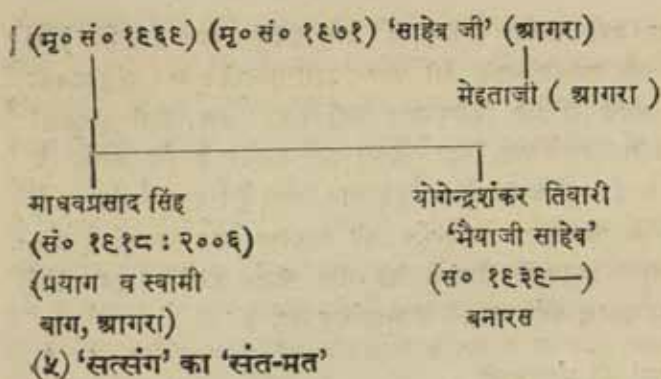 (मृ० सं० १९६९) (मृ० सं० १९७१) 'साहेब जी' (आगरा)
मेहताजी ( आगरा )
माधवप्रसाद सिंह
योगेन्द्रशंकर तिवारी
(सं० १९१८ : २००६)
'भैयाजी साहेब'
(प्रयाग व स्वामी
(सं० १९३९—)
बाग, आगरा)
बनारस
(५) 'सत्संग' का 'संत-मत'